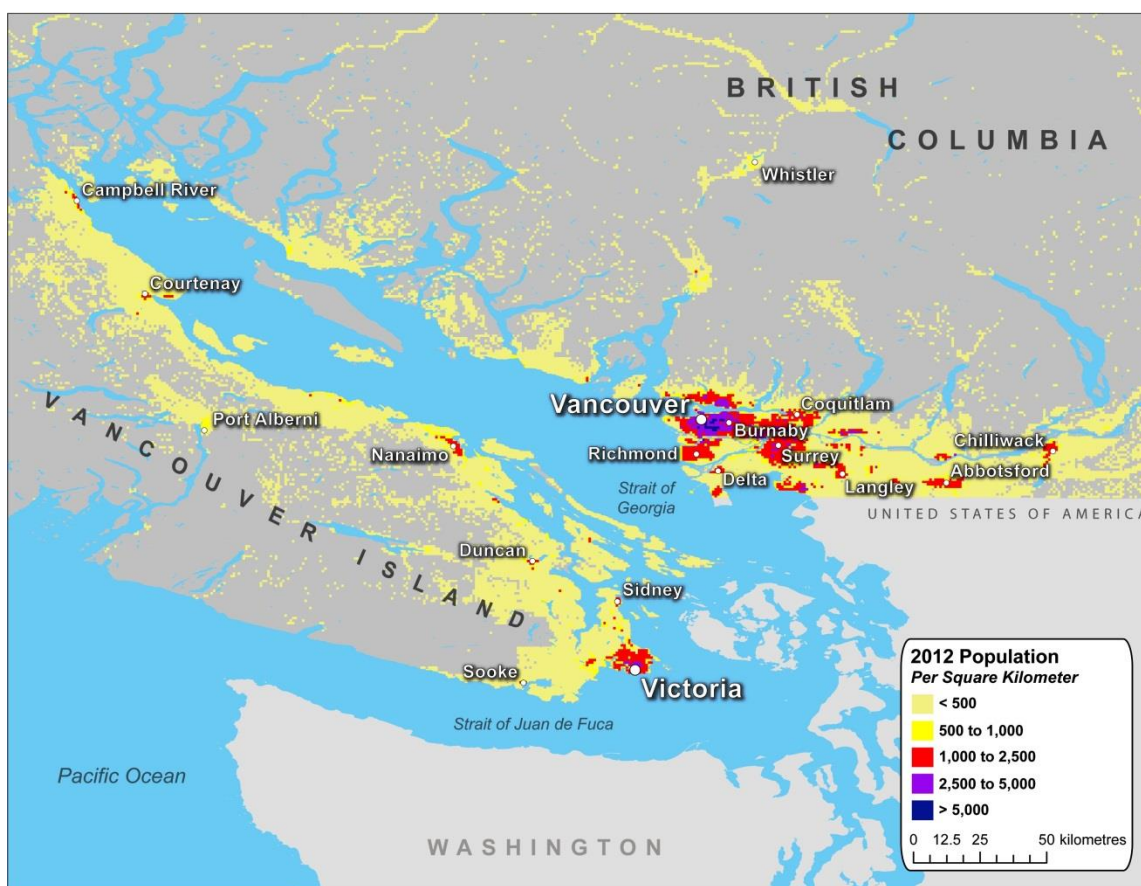 BRITISH
COLUMBIA
Whistler
Campbell River
Courtenay
Port Alberni
VANCOUVER ISLAND
Nanaimo
Vancouver
Coquitlam
Burnaby
Richmond
Surrey
Chilliwack
Delta
Langley
Abbotsford
Strait of
Georgia
UNITED STATES OF AMERICA
Duncan
Sidney
Sooke
Victoria
Strait of Juan de Fuca
Pacific Ocean
WASHINGTON
2012 Population
Per Square Kilometer
< 500
500 to 1,000
1,000 to 2,500
2,500 to 5,000
> 5,000
0 12.5 25 50 kilometres